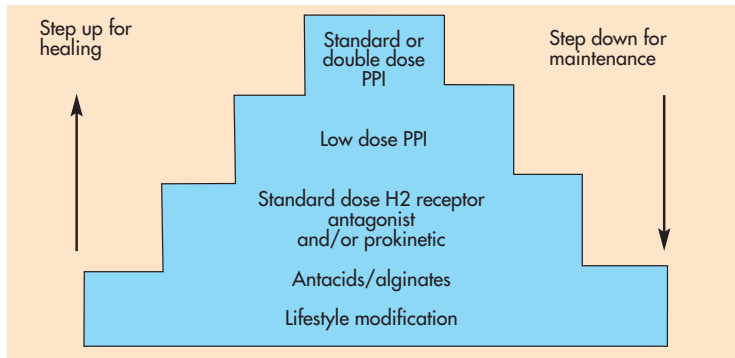 Step up for
healing
Standard or
double dose
PPI
Step down for
maintenance
Low dose PPI
Standard dose H2 receptor
antagonist
and/or prokinetic
Antacids/alginates
Lifestyle modification